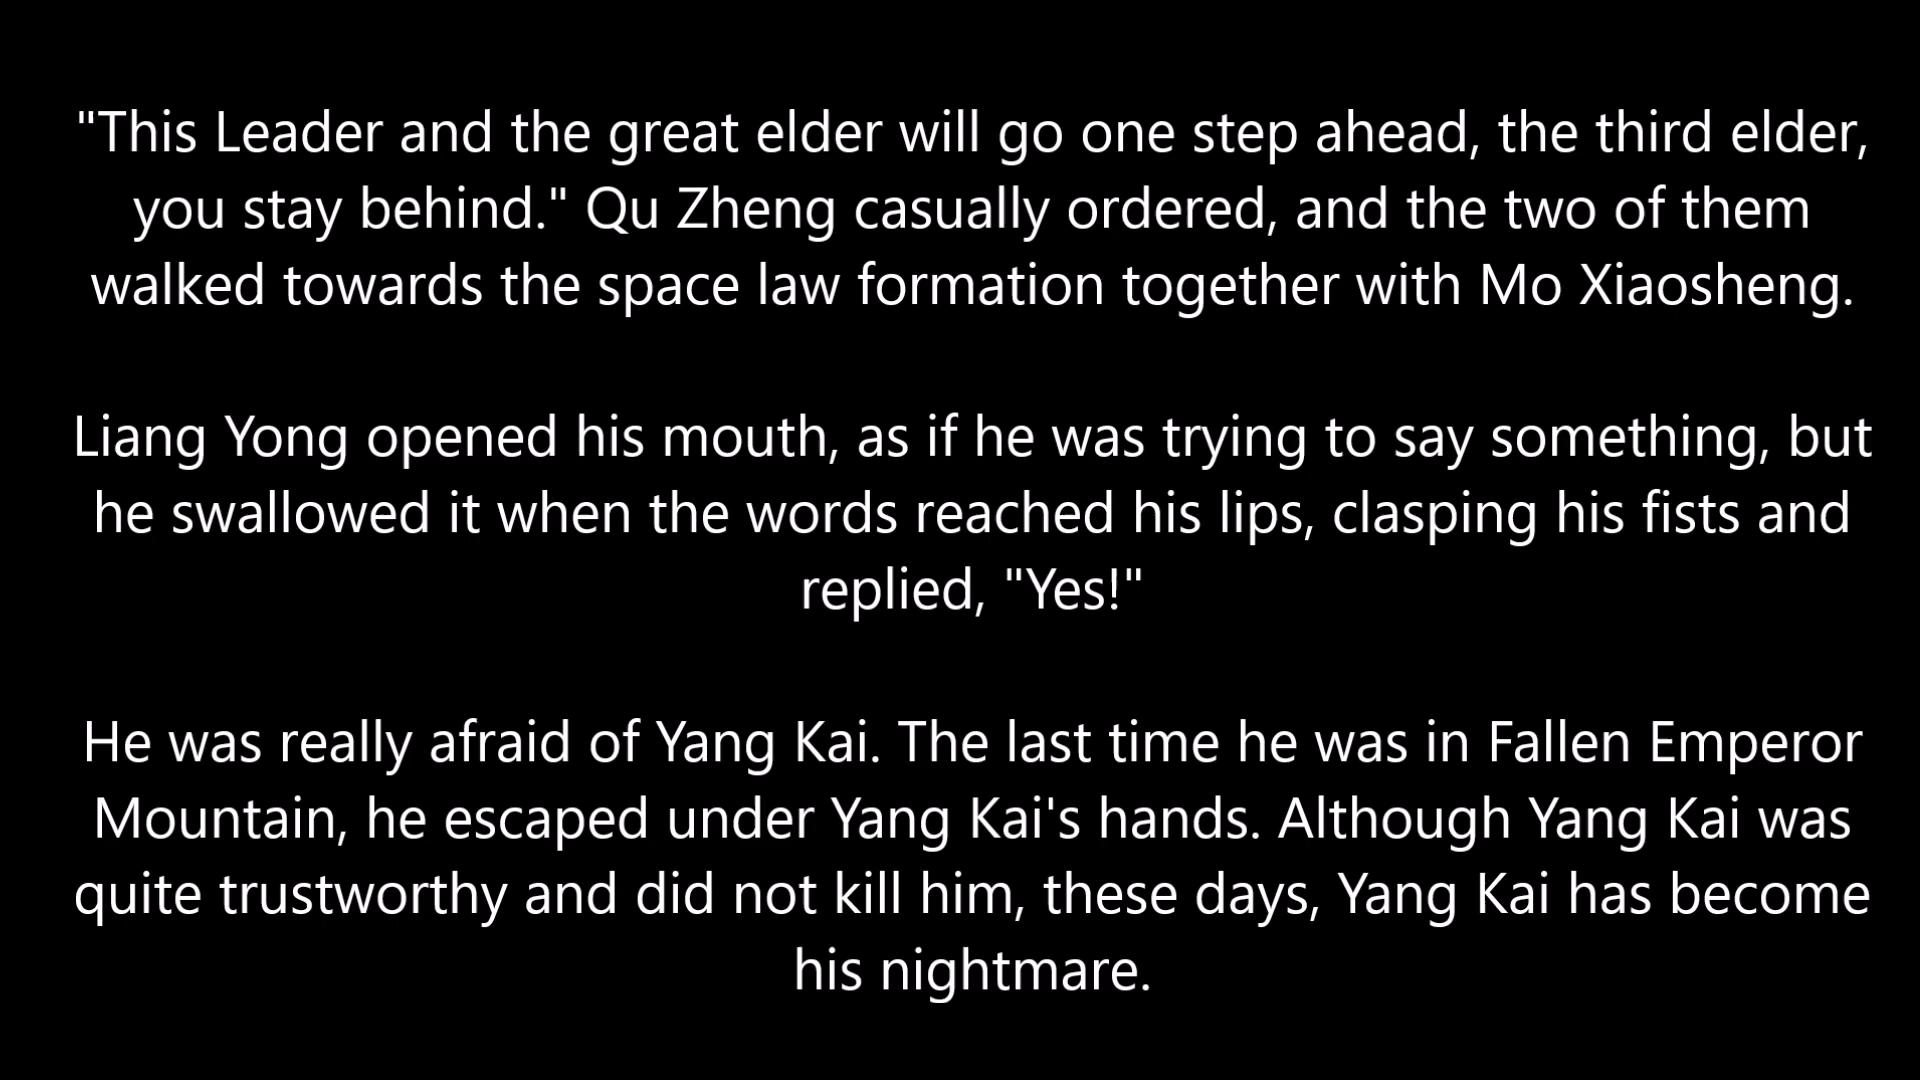 "This Leader and the great elder will go one step ahead, the third elder,
you stay behind." Qu Zheng casually ordered, and the two of them
walked towards the space law formation together with Mo Xiaosheng.
Liang Yong opened his mouth, as if he was trying to say something, but
he swallowed it when the words reached his lips, clasping his fists and
replied, "Yes!"
He was really afraid of Yang Kai. The last time he was in Fallen Emperor
Mountain, he escaped under Yang Kai's hands. Although Yang Kai was
quite trustworthy and did not kill him, these days, Yang Kai has become
his nightmare.